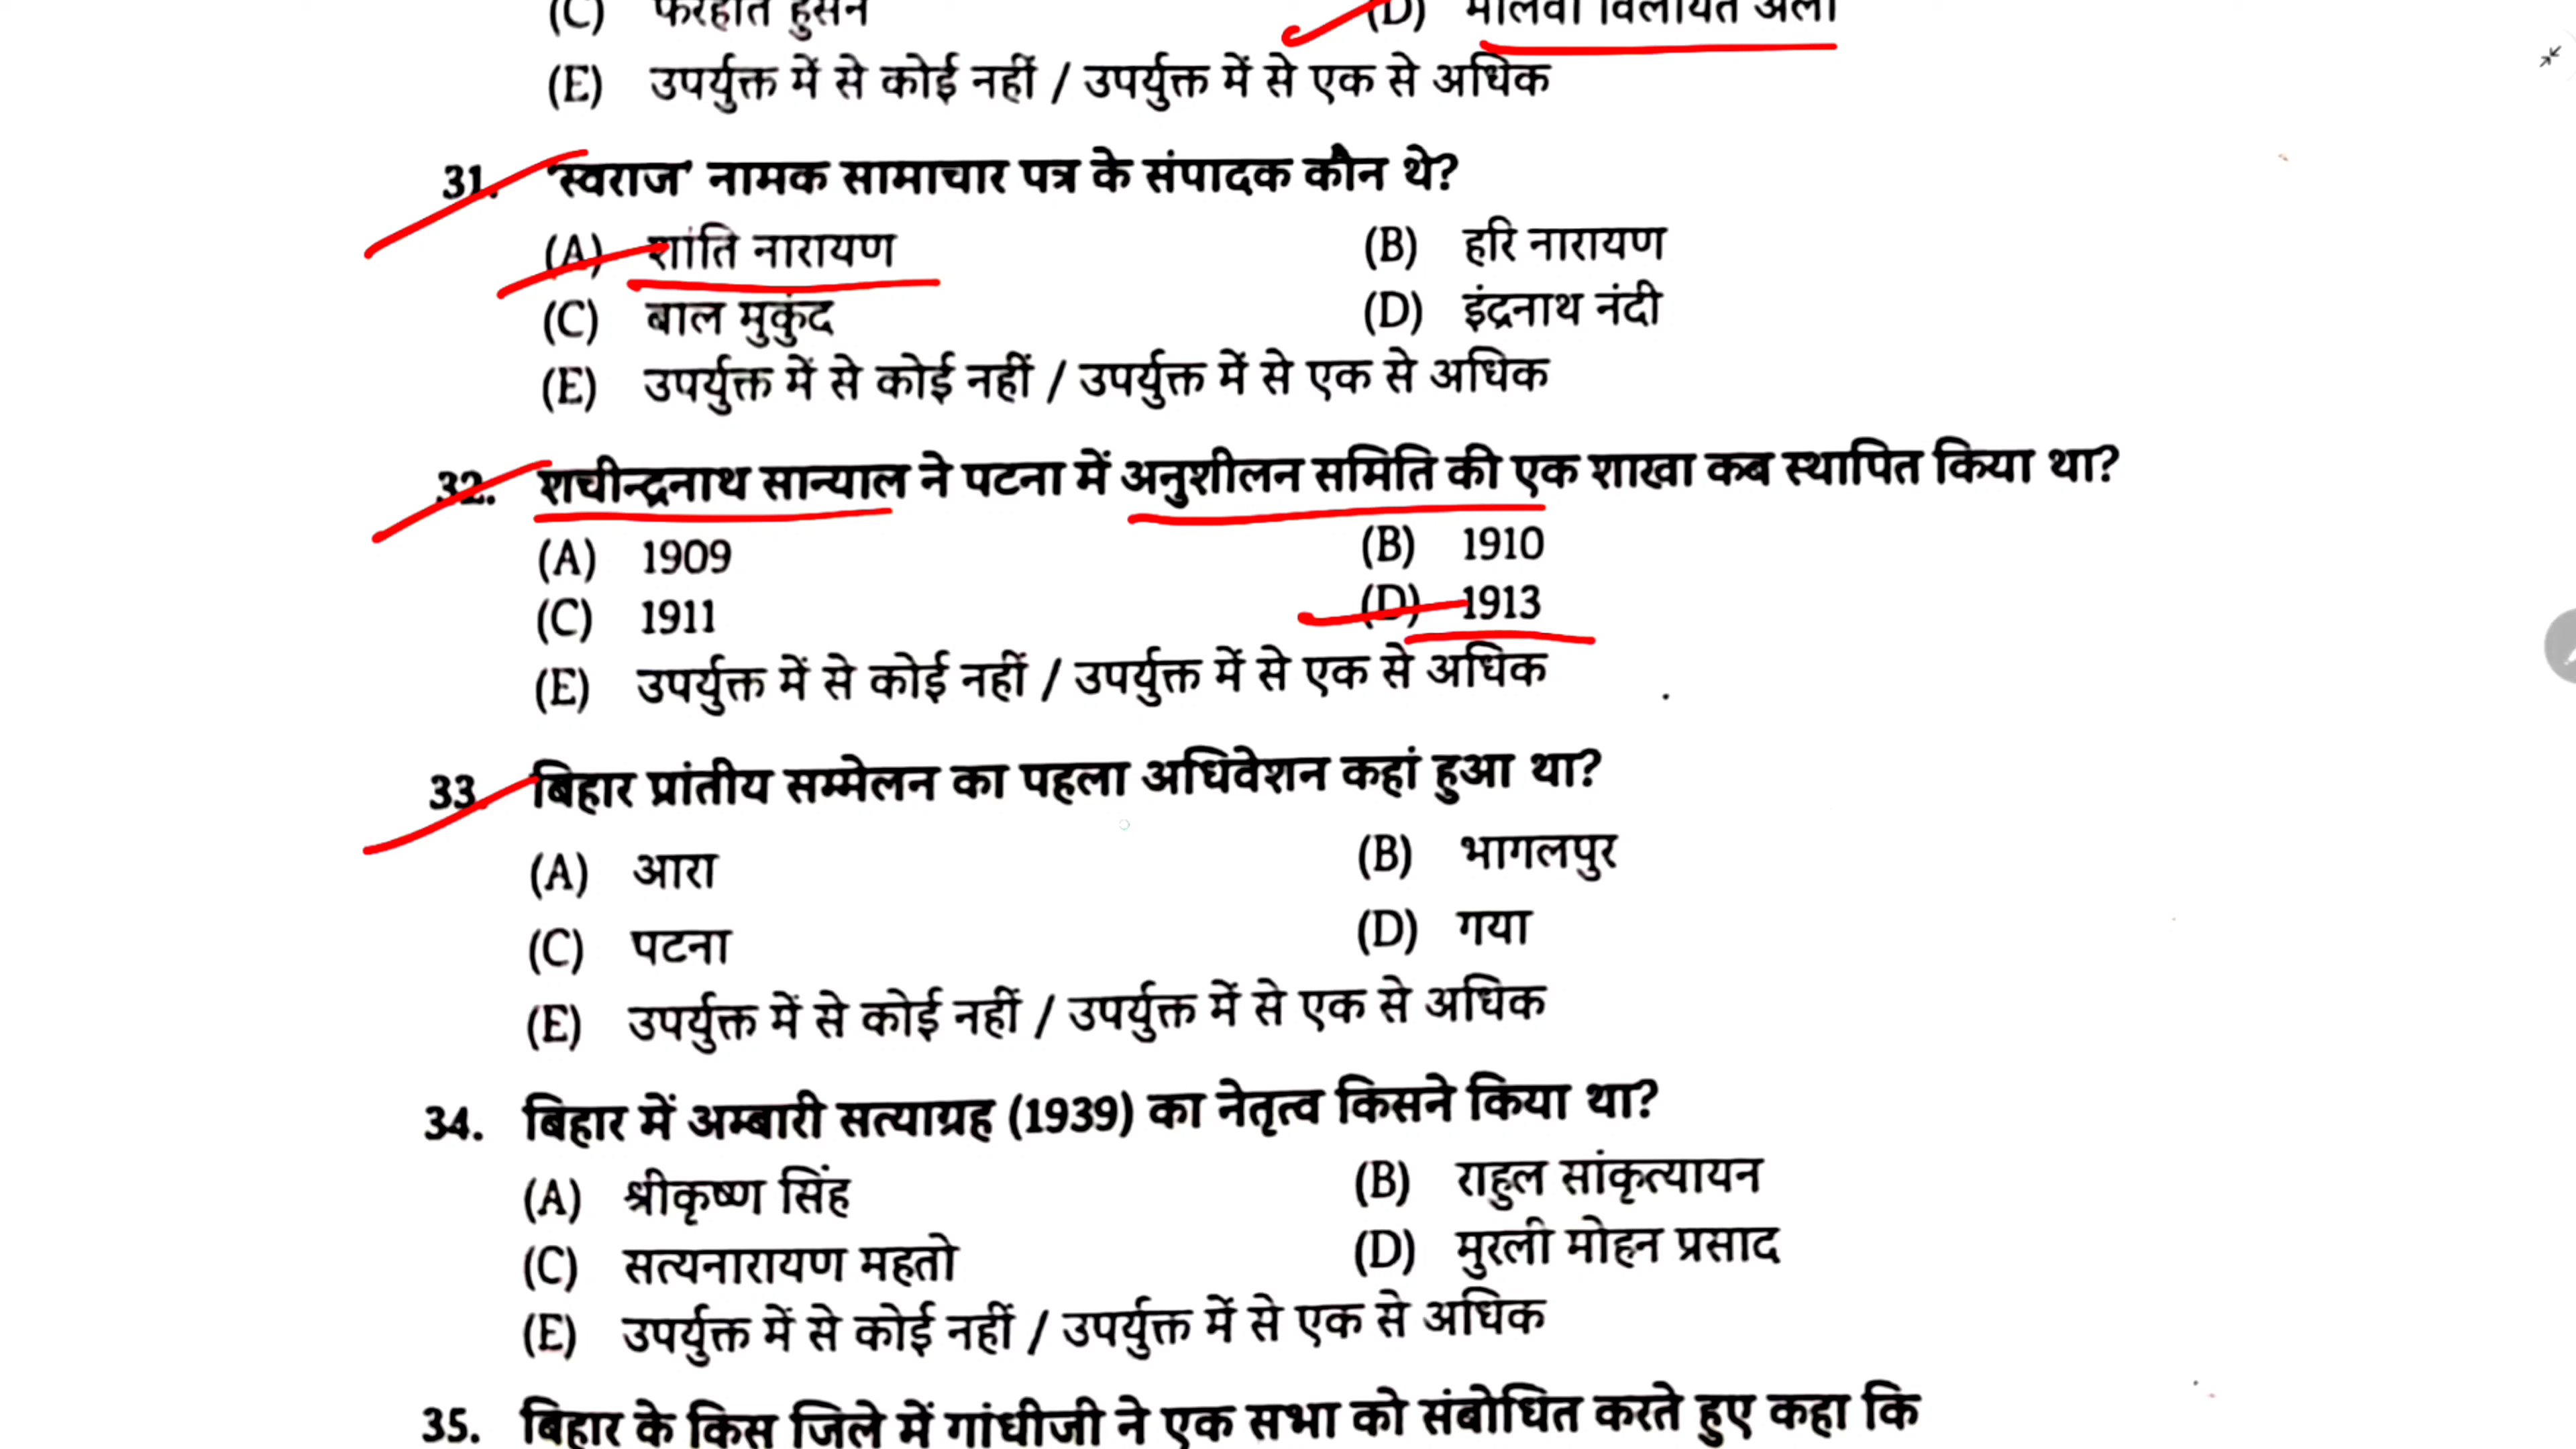 (C) फरहात हुसैन (D) मौलवी विलायत अली
(E) उपर्युक्त में से कोई नहीं / उपर्युक्त में से एक से अधिक
31. 'स्वराज' नामक सामाचार पत्र के संपादक कौन थे?
(A) शांति नारायण (B) हरि नारायण
(C) बाल मुकुंद (D) इंद्रनाथ नंदी
(E) उपर्युक्त में से कोई नहीं / उपर्युक्त में से एक से अधिक
32. शचीन्द्रनाथ सान्याल ने पटना में अनुशीलन समिति की एक शाखा कब स्थापित किया था?
(A) 1909 (B) 1910
(C) 1911 (D) 1913
(E) उपर्युक्त में से कोई नहीं / उपर्युक्त में से एक से अधिक
33. बिहार प्रांतीय सम्मेलन का पहला अधिवेशन कहां हुआ था?
(A) आरा (B) भागलपुर
(C) पटना (D) गया
(E) उपर्युक्त में से कोई नहीं / उपर्युक्त में से एक से अधिक
34. बिहार में अम्बारी सत्याग्रह (1939) का नेतृत्व किसने किया था?
(A) श्रीकृष्ण सिंह (B) राहुल सांकृत्यायन
(C) सत्यनारायण महतो (D) मुरली मोहन प्रसाद
(E) उपर्युक्त में से कोई नहीं / उपर्युक्त में से एक से अधिक
35. बिहार के किस जिले में गांधीजी ने एक सभा को संबोधित करते हुए कहा कि